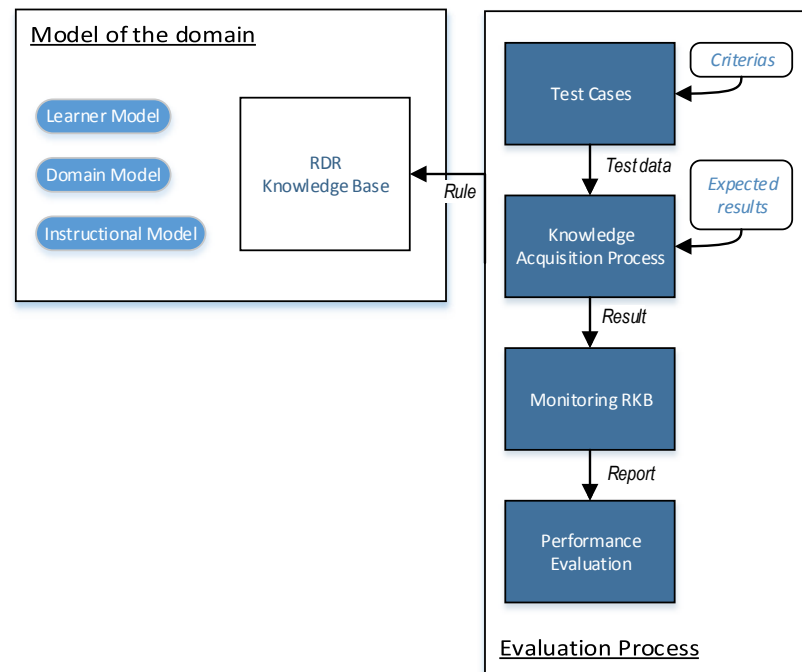 Model of the domain
Learner Model
Domain Model
Instructional Model
RDR
Knowledge Base
Rule
Criterias
Test Cases
Test data
Expected
results
Knowledge
Acquisition Process
Result
Monitoring RKB
Report
Performance
Evaluation
Evaluation Process